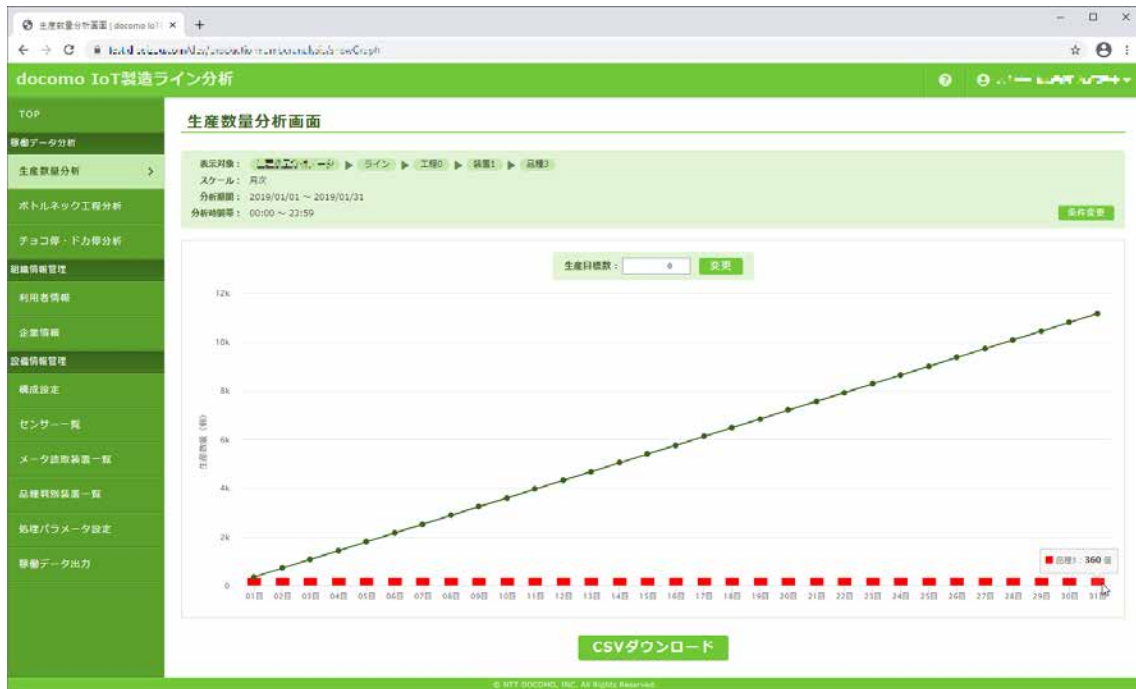 生産数量分析画面 | docomo IoT
docomo IoT製造ライン分析
TOP
稼働データ分析
生産数量分析
ボトルネック工程分析
チョコ停・ドカ停分析
組織情報管理
利用者情報
企業情報
設備情報管理
構成設定
センサー一覧
メータ読取装置一覧
品種判別装置一覧
処理パラメータ設定
稼働データ出力
生産数量分析画面
表示対象： ライン 工程0 装置1
スケール： 月次
分析期間： 2019/01/01 ～ 2019/01/31
分析時間帯： 00:00 ～ 23:59
条件変更
生産目標数： 0 変更
12k
10k
8k
6k
4k
2k
0
生産数量 (個)
360 個
01日 02日 03日 04日 05日 06日 07日 08日 09日 10日 11日 12日 13日 14日 15日 16日 17日 18日 19日 20日 21日 22日 23日 24日 25日 26日 27日 28日 29日 30日 31日
CSVダウンロード
© NTT DOCOMO, INC. All Rights Reserved.